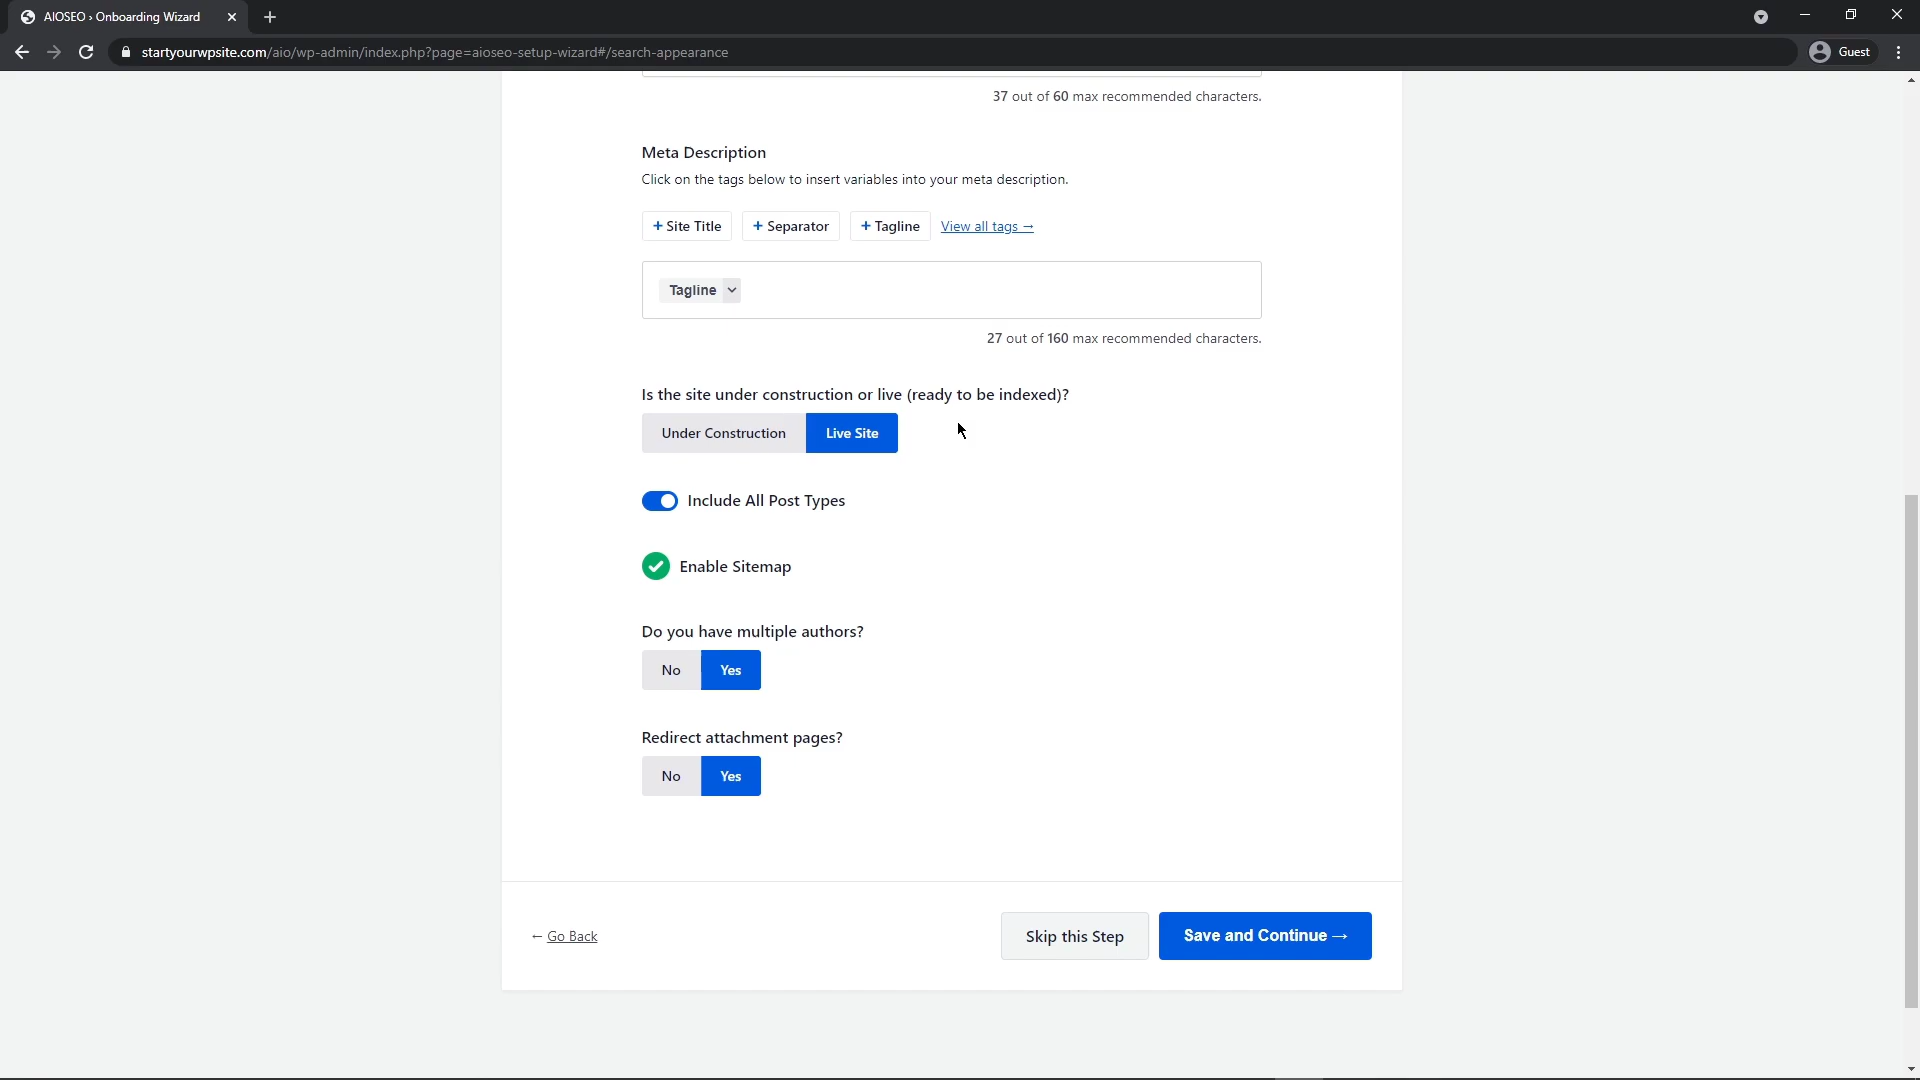 AIOSEO › Onboarding Wizard
startyourwpsite.com/aio/wp-admin/index.php?page=aioseo-setup-wizard#/search-appearance
Guest
37 out of 60 max recommended characters.
Meta Description
Click on the tags below to insert variables into your meta description.
+ Site Title
+ Separator
+ Tagline
View all tags →
Tagline
27 out of 160 max recommended characters.
Is the site under construction or live (ready to be indexed)?
Under Construction
Live Site
Include All Post Types
Enable Sitemap
Do you have multiple authors?
No
Yes
Redirect attachment pages?
No
Yes
← Go Back
Skip this Step
Save and Continue →